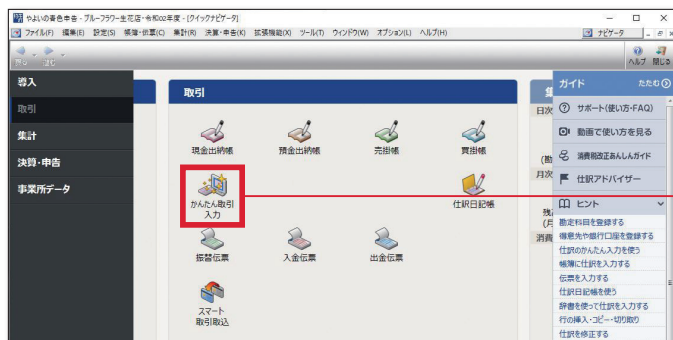 やよいの青色申告 - ブルーフラワー生花店・令和02年度 - [クイックナビゲータ]
ファイル(F) 編集(E) 設定(S) 帳簿・伝票(C) 集計(R) 決算・申告(K) 拡張機能(X) ツール(T) ウィンドウ(W) オプション(L) ヘルプ(H) ナビゲータ
戻る 進む ヘルプ 閉じる
導入
取引
集計
決算・申告
事業所データ
取引
現金出納帳 預金出納帳 売掛帳 買掛帳
かんたん取引
入力
仕訳日記帳
振替伝票 入金伝票 出金伝票
スマート
取引取込
集
日次
月次
消費
ガイド たたむ
サポート(使い方・FAQ)
動画で使い方を見る
消費税改正あんしんガイド
仕訳アドバイザー
ヒント
勘定科目を登録する
得意先や銀行口座を登録する
仕訳のかんたん入力を使う
帳簿に仕訳を入力する
伝票を入力する
仕訳日記帳を使う
辞書を使って仕訳を入力する
行の挿入・コピー・切り取り
仕訳を修正する